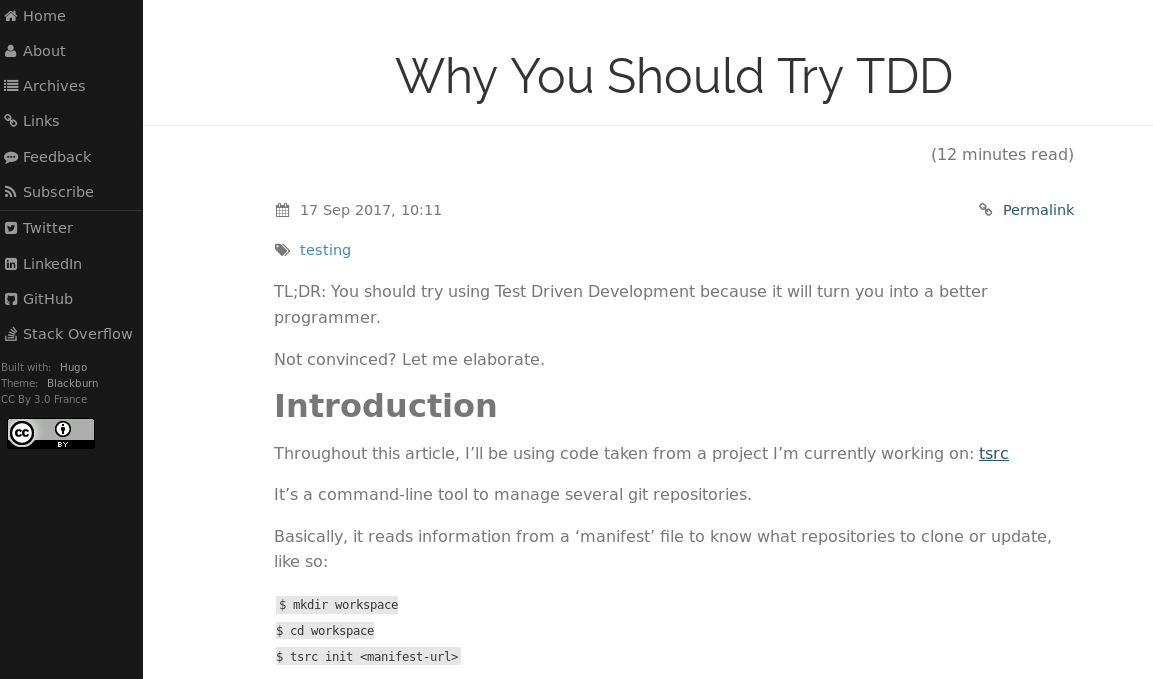 Home
About
Archives
Links
Feedback
Subscribe
Twitter
LinkedIn
GitHub
Stack Overflow
Built with: Hugo
Theme: Blackburn
CC By 3.0 France
cc
BY
Why You Should Try TDD
(12 minutes read)
17 Sep 2017, 10:11
Permalink
testing
TL;DR: You should try using Test Driven Development because it will turn you into a better
programmer.
Not convinced? Let me elaborate.
Introduction
Throughout this article, I’ll be using code taken from a project I’m currently working on: tsrc
It’s a command-line tool to manage several git repositories.
Basically, it reads information from a ‘manifest’ file to know what repositories to clone or update,
like so:
$ mkdir workspace
$ cd workspace
$ tsrc init <manifest-url>